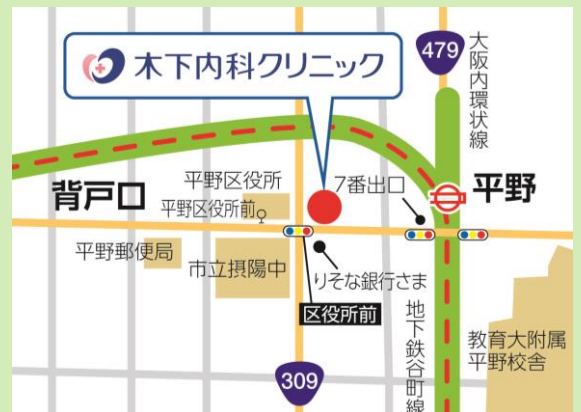 木下内科クリニック
479
大阪内環状線
平野区役所
7番出口
背戸口
平野区役所前
平野
平野郵便局
市立摂陽中
りそな銀行さま
区役所前
地下鉄谷町線
教育大附属
平野校舎
309